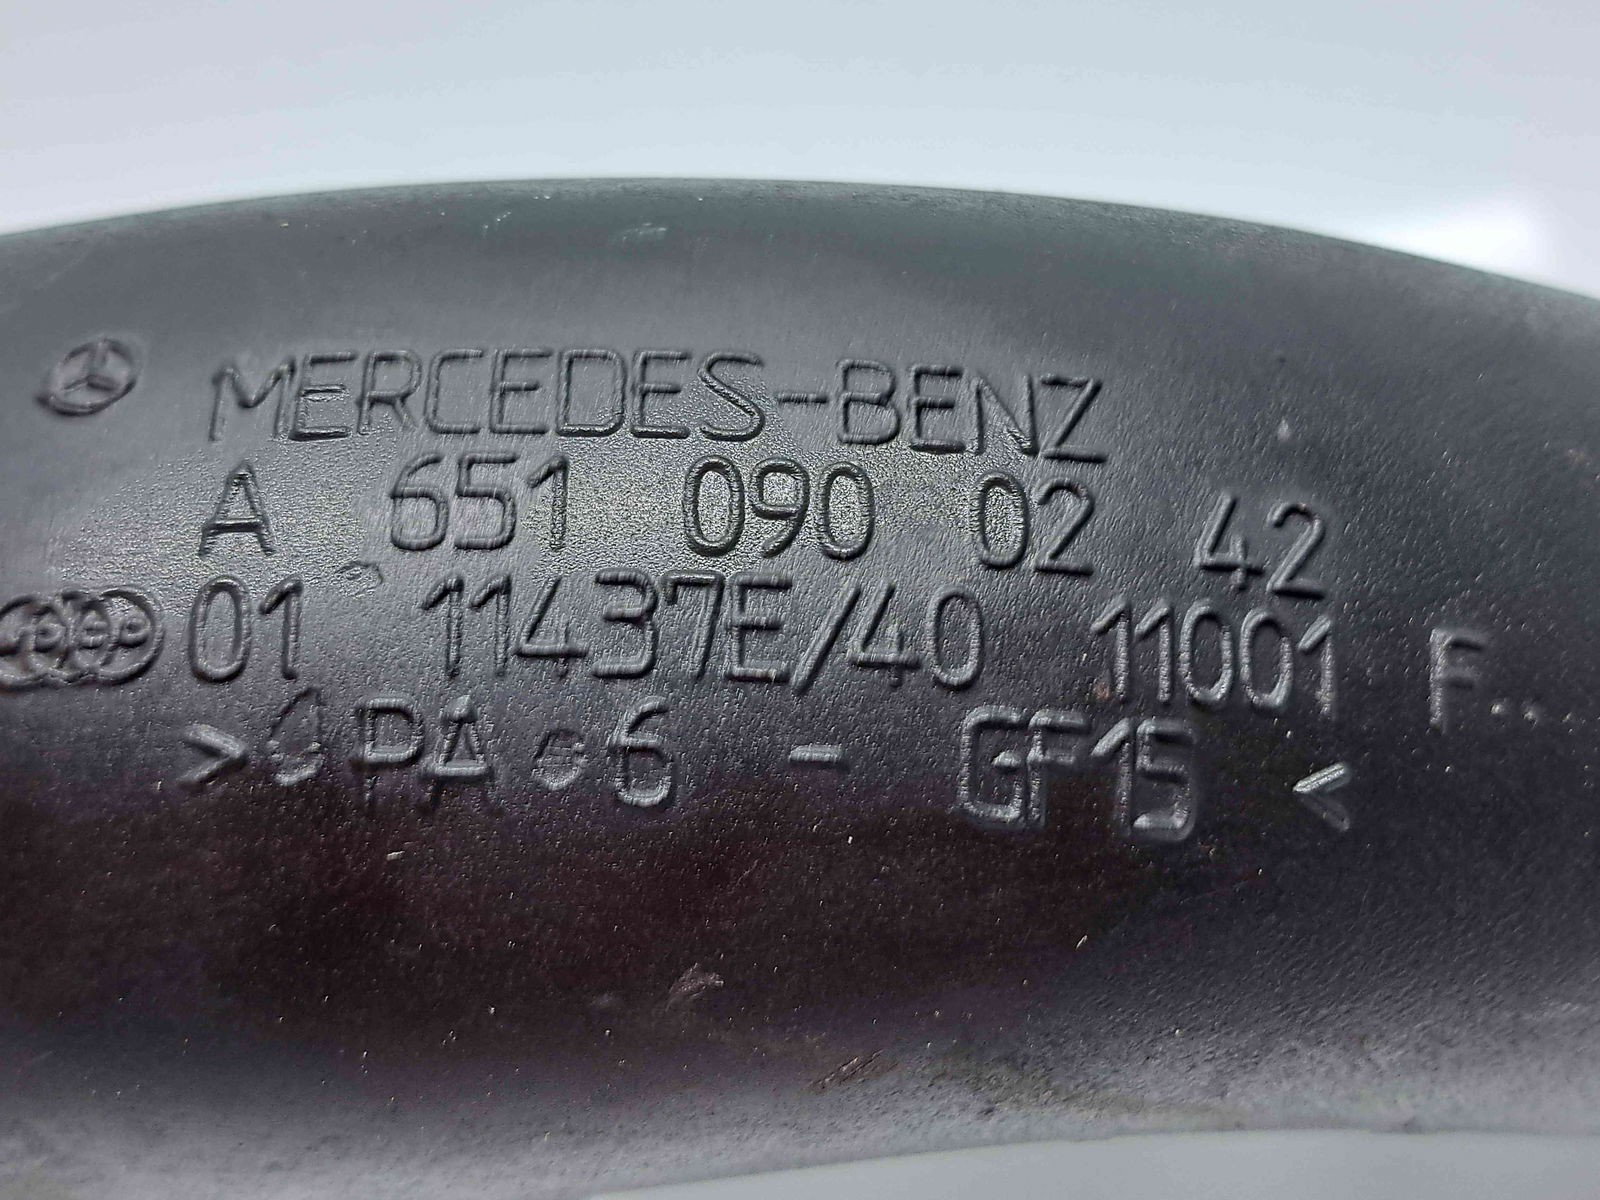 MERCEDES-BENZ
A 651 090 02 42
01 11437E/40 11001 F..
> PA 6 - GF15 <